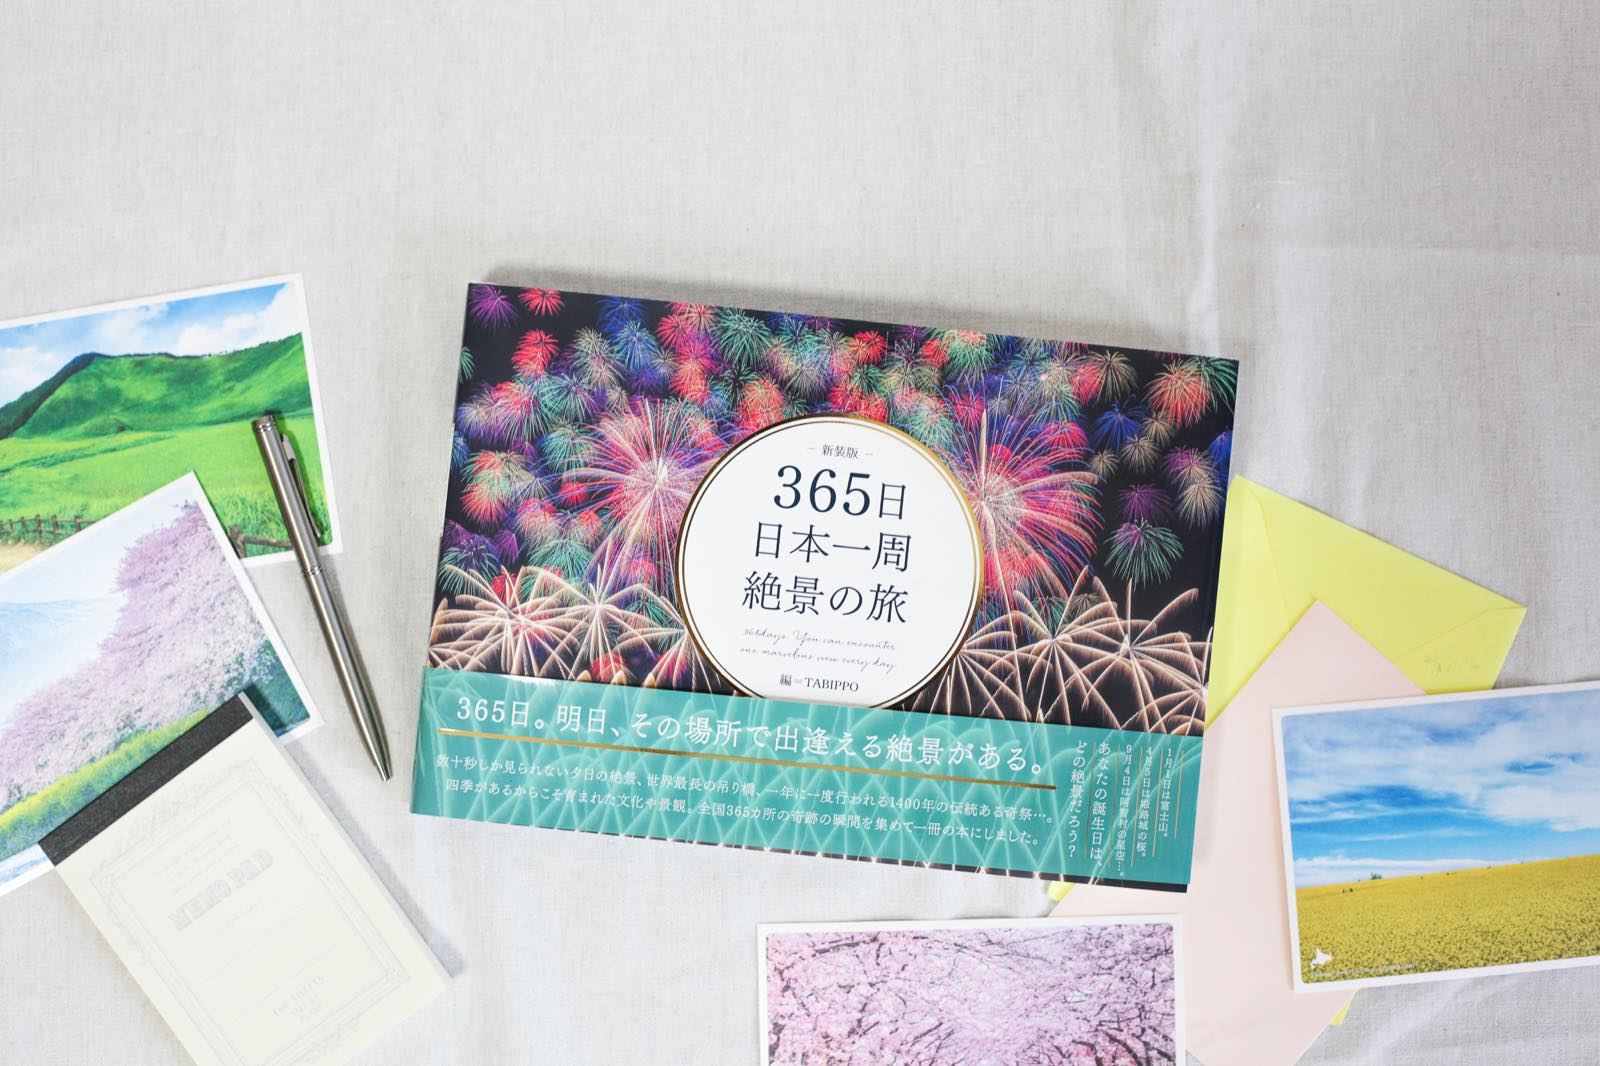 — 新装版 —
365日
日本一周
絶景の旅
365days. You can encounter
one marvelous view every day.
編=TABIPPO
365日。明日、その場所で出逢える絶景がある。
数十秒しか見られない夕日の絶景、世界最長の吊り橋、一年に一度行われる1400年の伝統ある奇祭…。
四季があるからこそ育まれた文化や景観。全国365カ所の奇跡の瞬間を集めて一冊の本にしました。
1月1日は富士山。
4月5日は姫路城の桜。
9月4日は阿智村の星空…。
あなたの誕生日は、
どの絶景だろう？
MEMO PAD
100 SHEETS